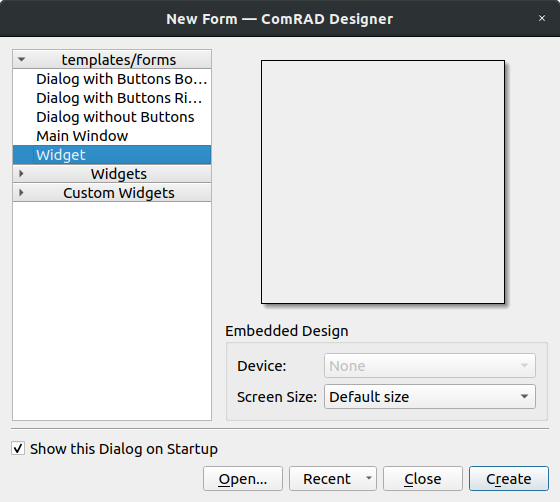 New Form — ComRAD Designer
templates/forms
Dialog with Buttons Bo...
Dialog with Buttons Ri...
Dialog without Buttons
Main Window
Widget
Widgets
Custom Widgets
Embedded Design
Device: None
Screen Size: Default size
Show this Dialog on Startup
Open... Recent Close Create